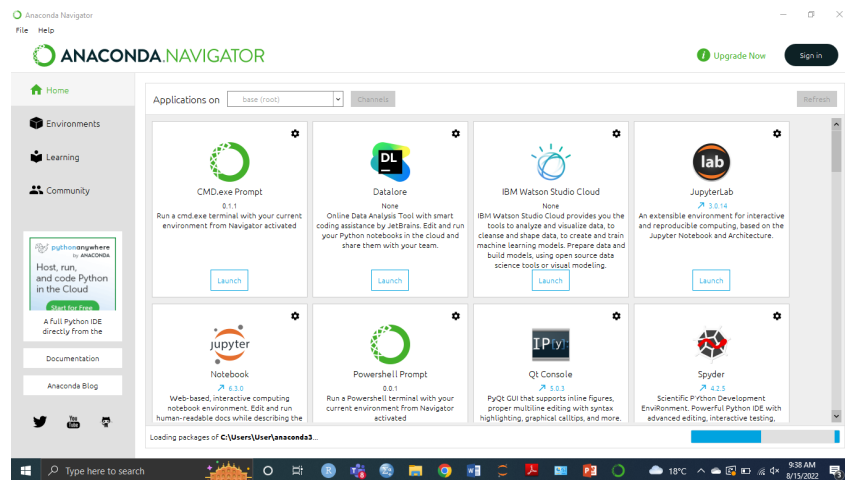 Anaconda Navigator
File Help
ANACONDA.NAVIGATOR
Upgrade Now
Sign in
Home
Environments
Learning
Community
Applications on
base (root)
Channels
Refresh
CMD.exe Prompt
0.1.1
Run a cmd.exe terminal with your current
environment from Navigator activated
Launch
DL
Datalore
None
Online Data Analysis Tool with smart
coding assistance by JetBrains. Edit and run
your Python notebooks in the cloud and
share them with your team.
Launch
IBM Watson Studio Cloud
None
IBM Watson Studio Cloud provides you the
tools to analyze and visualize data, to
cleanse and shape data, to create and train
machine learning models. Prepare data and
build models, using open source data
science tools or visual modeling.
Launch
lab
JupyterLab
3.0.14
An extensible environment for interactive
and reproducible computing, based on the
Jupyter Notebook and Architecture.
Launch
jupyter
Notebook
6.3.0
Web-based, interactive computing
notebook environment. Edit and run
human-readable docs while describing the
Powershell Prompt
0.0.1
Run a Powershell terminal with your
current environment from Navigator
activated
IP[y]:
Qt Console
5.0.3
PyQt GUI that supports inline figures,
proper multiline editing with syntax
highlighting, graphical calltips, and more.
Spyder
4.2.5
Scientific PYthon Development
EnviRonment. Powerful Python IDE with
advanced editing, interactive testing,
pythonanywhere
by ANACONDA
Host, run,
and code Python
in the Cloud
Start for Free
A full Python IDE
directly from the
Documentation
Anaconda Blog
You
Tube
Loading packages of C:\Users\User\anaconda3...
Type here to search
18°C
9:38 AM
8/15/2022